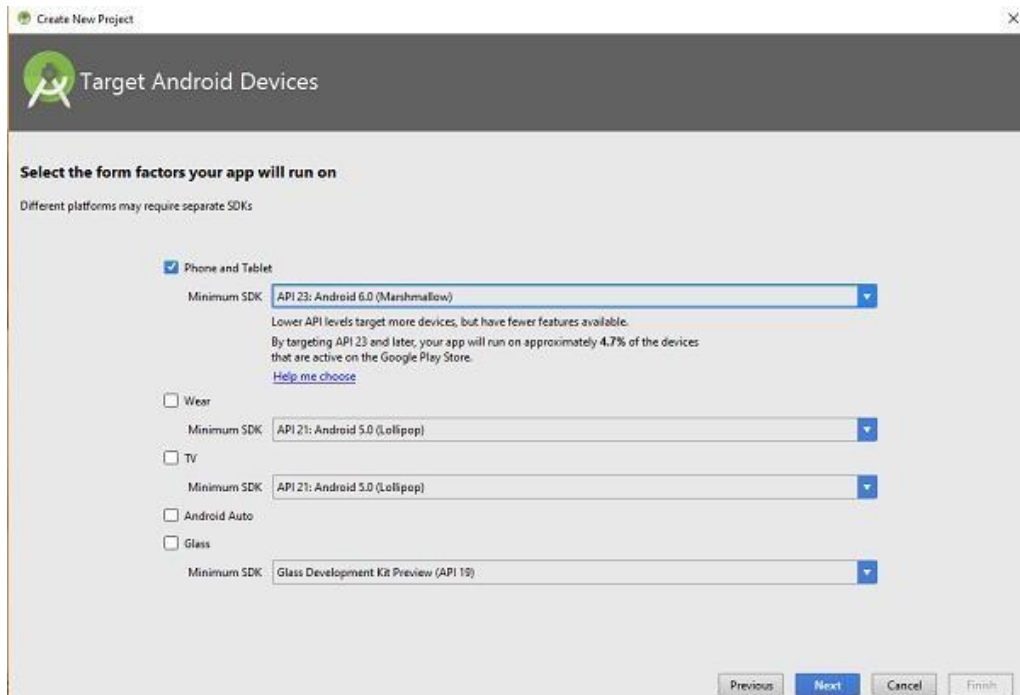 Create New Project
Target Android Devices
Select the form factors your app will run on
Different platforms may require separate SDKs
Phone and Tablet
Minimum SDK API 23: Android 6.0 (Marshmallow)
Lower API levels target more devices, but have fewer features available.
By targeting API 23 and later, your app will run on approximately 4.7% of the devices
that are active on the Google Play Store.
Help me choose
Wear
Minimum SDK API 21: Android 5.0 (Lollipop)
TV
Minimum SDK API 21: Android 5.0 (Lollipop)
Android Auto
Glass
Minimum SDK Glass Development Kit Preview (API 19)
Previous Next Cancel Finish